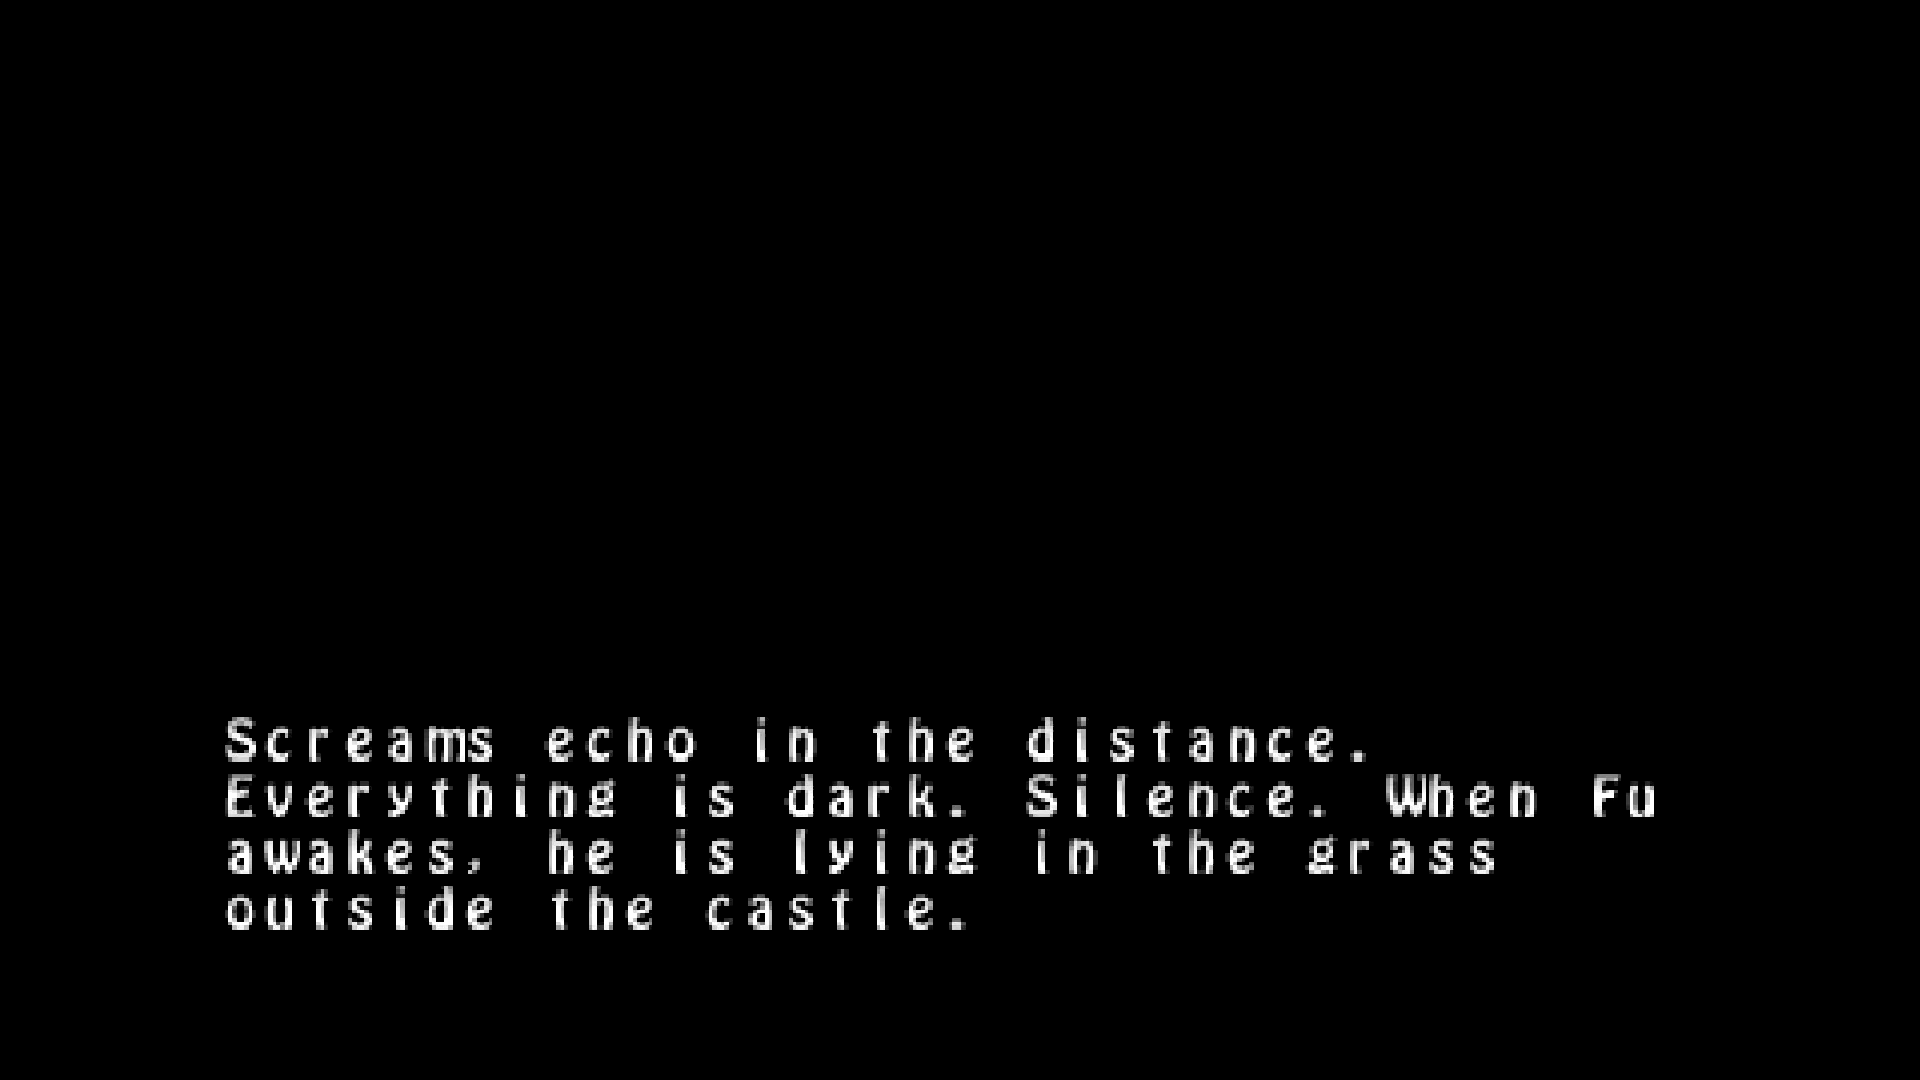 Screams echo in the distance.
Everything is dark. Silence. When Fu
awakes, he is lying in the grass
outside the castle.